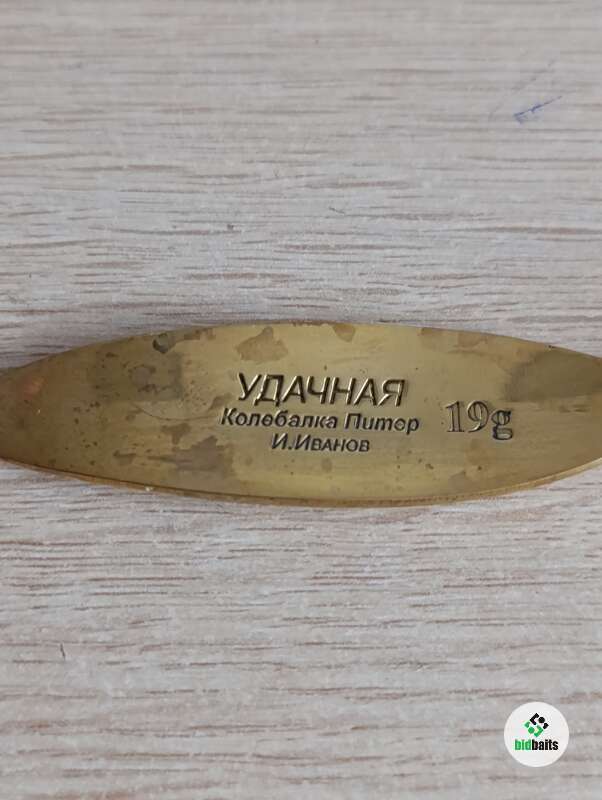 УДАЧНАЯ
Колебалка Питер 19g
И.Иванов
bidbaits